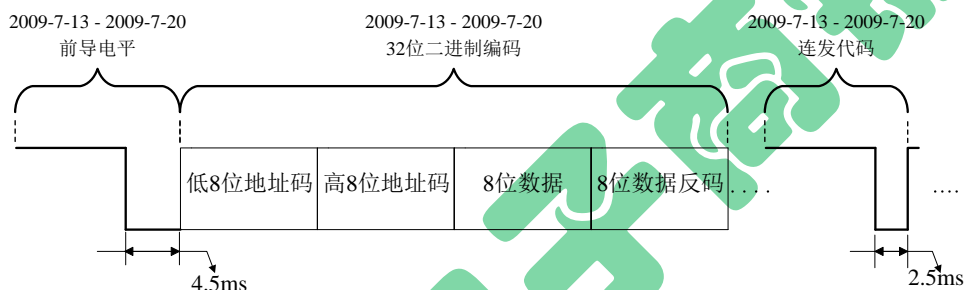 2009-7-13 - 2009-7-20
前导电平
2009-7-13 - 2009-7-20
32位二进制编码
2009-7-13 - 2009-7-20
连发代码
低8位地址码
高8位地址码
8位数据
8位数据反码
....
....
4.5ms
2.5ms